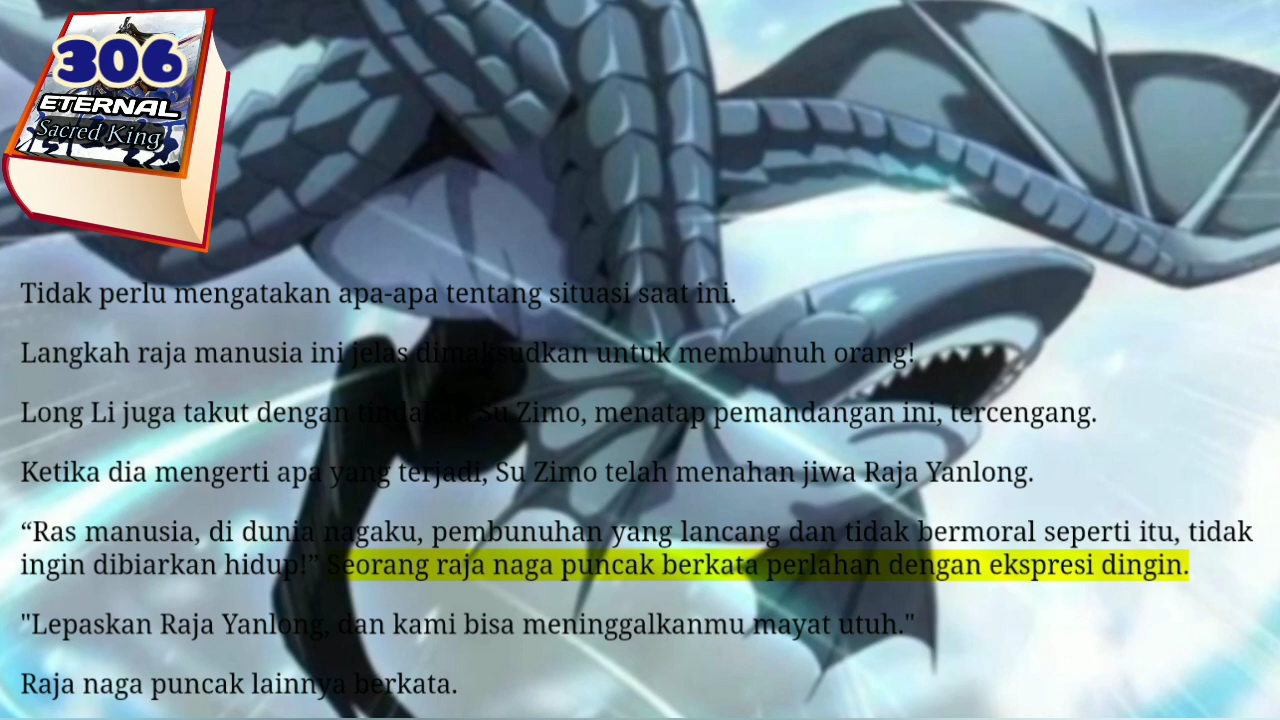 306
ETERNAL
Sacred King
Tidak perlu mengatakan apa-apa tentang situasi saat ini.
Langkah raja manusia ini jelas dimaksudkan untuk membunuh orang!
Long Li juga takut dengan tindakan Su Zimo, menatap pemandangan ini, tercengang.
Ketika dia mengerti apa yang terjadi, Su Zimo telah menahan jiwa Raja Yanlong.
“Ras manusia, di dunia nagaku, pembunuhan yang lancang dan tidak bermoral seperti itu, tidak
ingin dibiarkan hidup!” Seorang raja naga puncak berkata perlahan dengan ekspresi dingin.
"Lepaskan Raja Yanlong, dan kami bisa meninggalkanmu mayat utuh."
Raja naga puncak lainnya berkata.